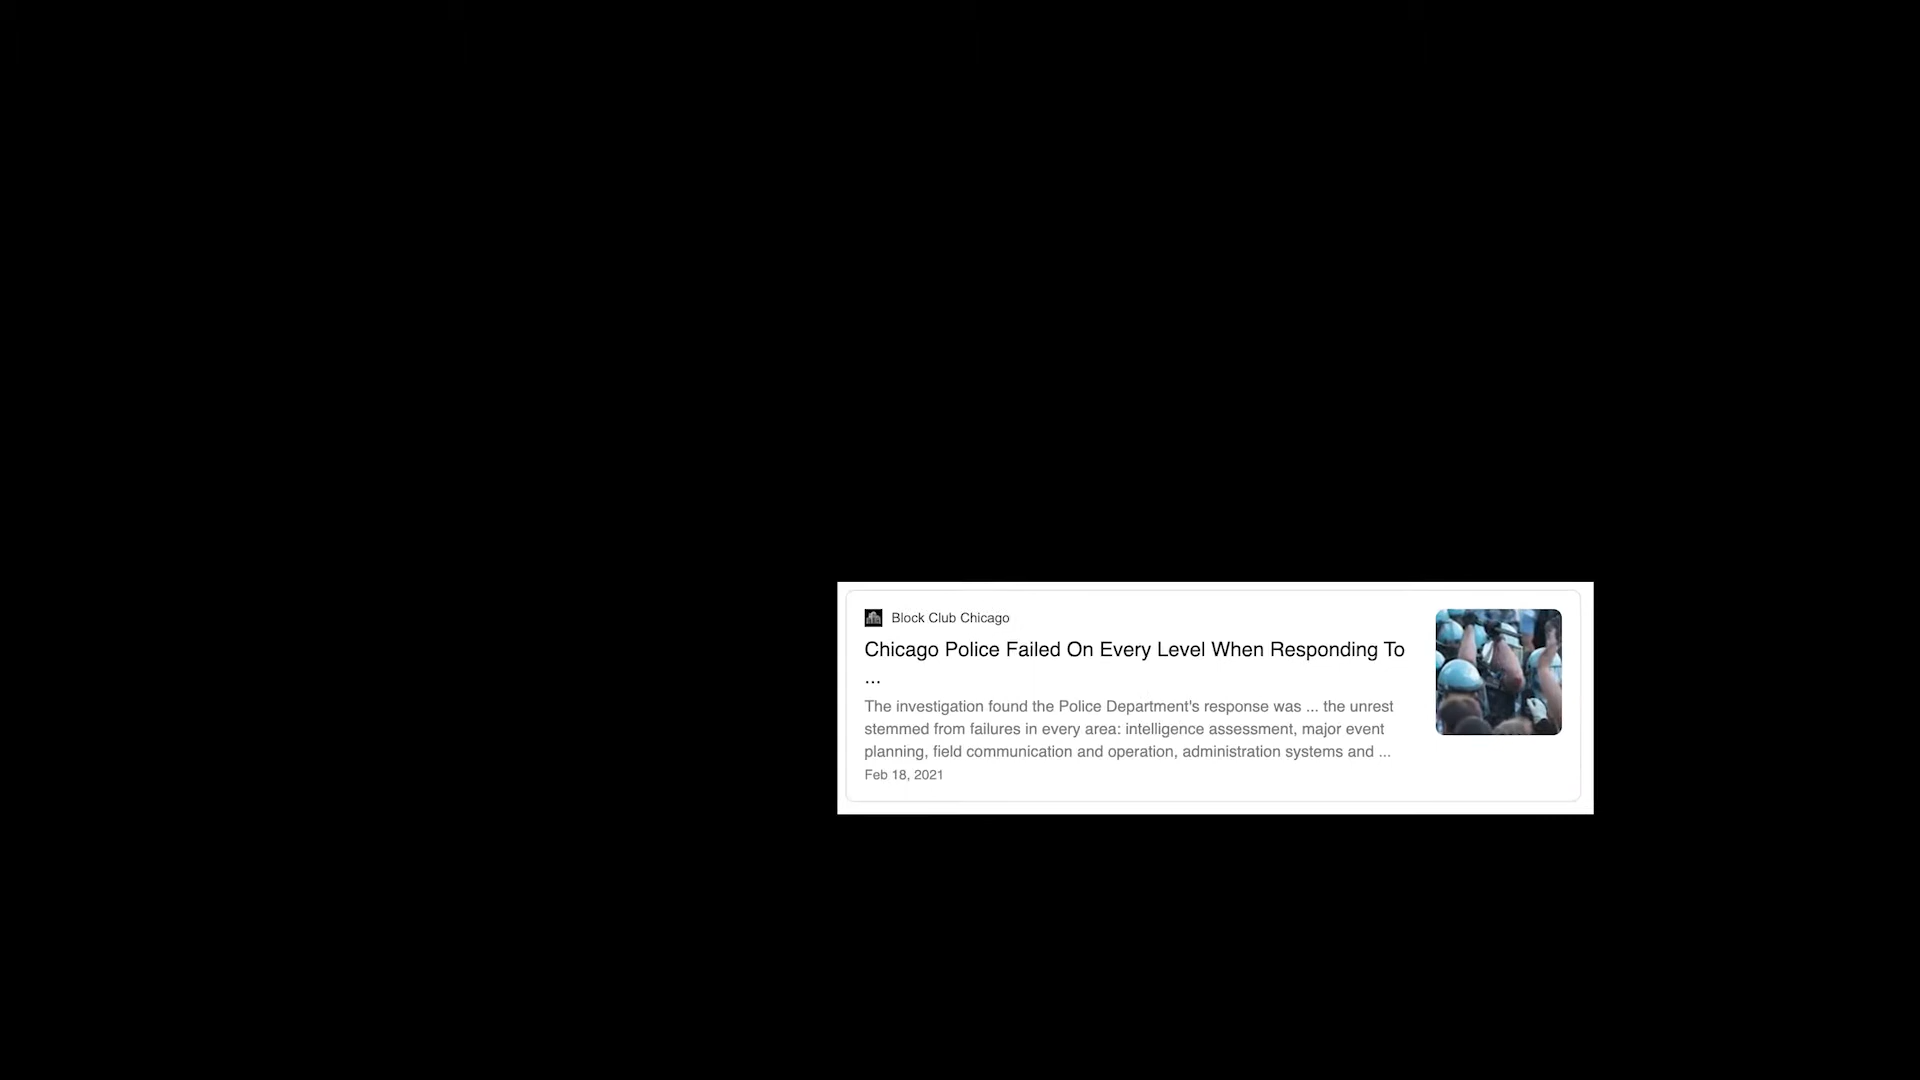 Block Club Chicago
Chicago Police Failed On Every Level When Responding To
...
The investigation found the Police Department's response was ... the unrest
stemmed from failures in every area: intelligence assessment, major event
planning, field communication and operation, administration systems and ...
Feb 18, 2021